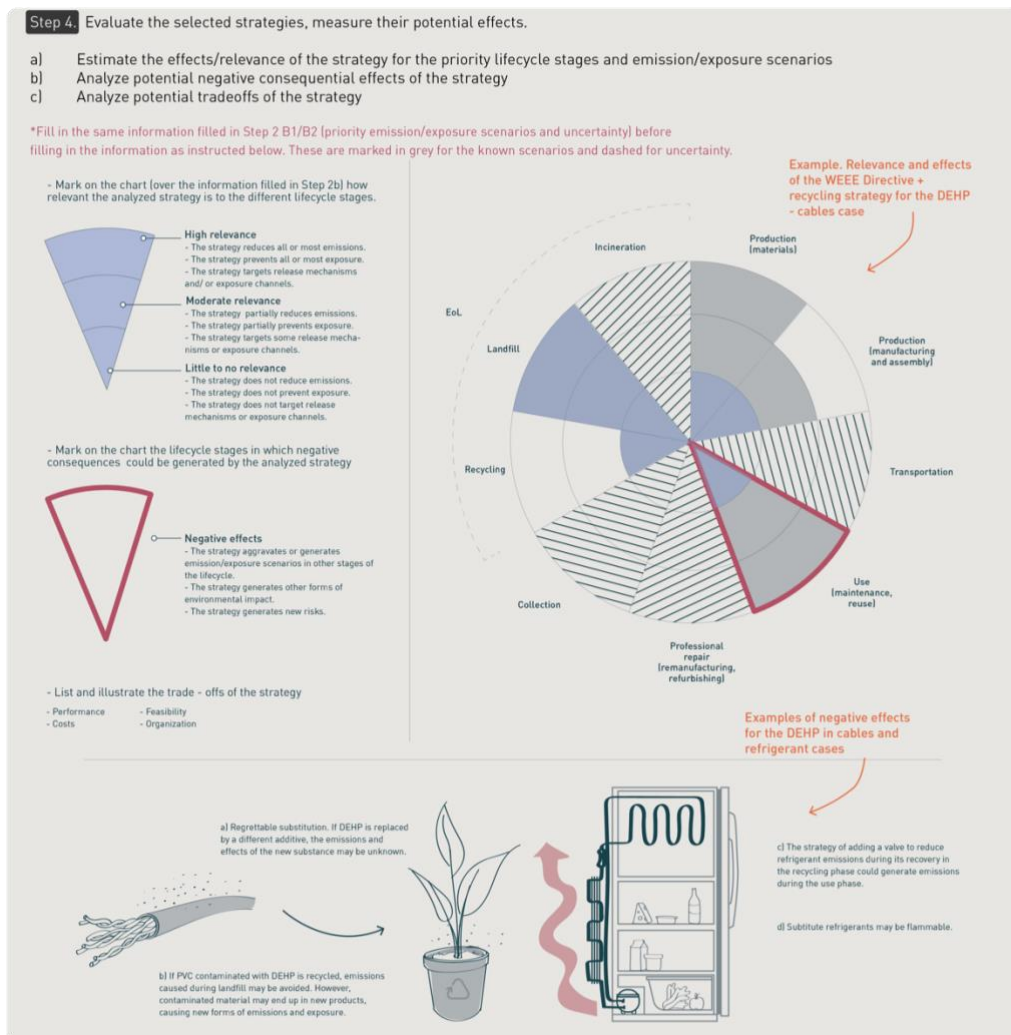 Step 4. Evaluate the selected strategies, measure their potential effects.
a) Estimate the effects/relevance of the strategy for the priority lifecycle stages and emission/exposure scenarios
b) Analyze potential negative consequential effects of the strategy
c) Analyze potential tradeoffs of the strategy
*Fill in the same information filled in Step 2 B1/B2 (priority emission/exposure scenarios and uncertainty) before
filling in the information as instructed below. These are marked in grey for the known scenarios and dashed for uncertainty.
- Mark on the chart (over the information filled in Step 2b) how
relevant the analyzed strategy is to the different lifecycle stages.
High relevance
- The strategy reduces all or most emissions.
- The strategy prevents all or most exposure.
- The strategy targets release mechanisms
and/ or exposure channels.
Moderate relevance
- The strategy partially reduces emissions.
- The strategy partially prevents exposure.
- The strategy targets some release mecha-
nisms or exposure channels.
Little to no relevance
- The strategy does not reduce emissions.
- The strategy does not prevent exposure.
- The strategy does not target release
mechanisms or exposure channels.
- Mark on the chart the lifecycle stages in which negative
consequences could be generated by the analyzed strategy
Negative effects
- The strategy aggravates or generates
emission/exposure scenarios in other stages of
the lifecycle.
- The strategy generates other forms of
environmental impact.
- The strategy generates new risks.
- List and illustrate the trade - offs of the strategy
- Performance
- Costs
- Feasibility
- Organization
Example. Relevance and effects
of the WEEE Directive +
recycling strategy for the DEHP
- cables case
Production
(materials)
Production
(manufacturing
and assembly)
Transportation
Use
(maintenance,
reuse)
Professional
repair
(remanufacturing,
refurbishing)
Collection
Recycling
Landfill
Incineration
EoL
Examples of negative effects
for the DEHP in cables and
refrigerant cases
a) Regrettable substitution. If DEHP is replaced
by a different additive, the emissions and
effects of the new substance may be unknown.
b) If PVC contaminated with DEHP is recycled, emissions
caused during landfill may be avoided. However,
contaminated material may end up in new products,
causing new forms of emissions and exposure.
c) The strategy of adding a valve to reduce
refrigerant emissions during its recovery in
the recycling phase could generate emissions
during the use phase.
d) Subtitute refrigerants may be flammable.